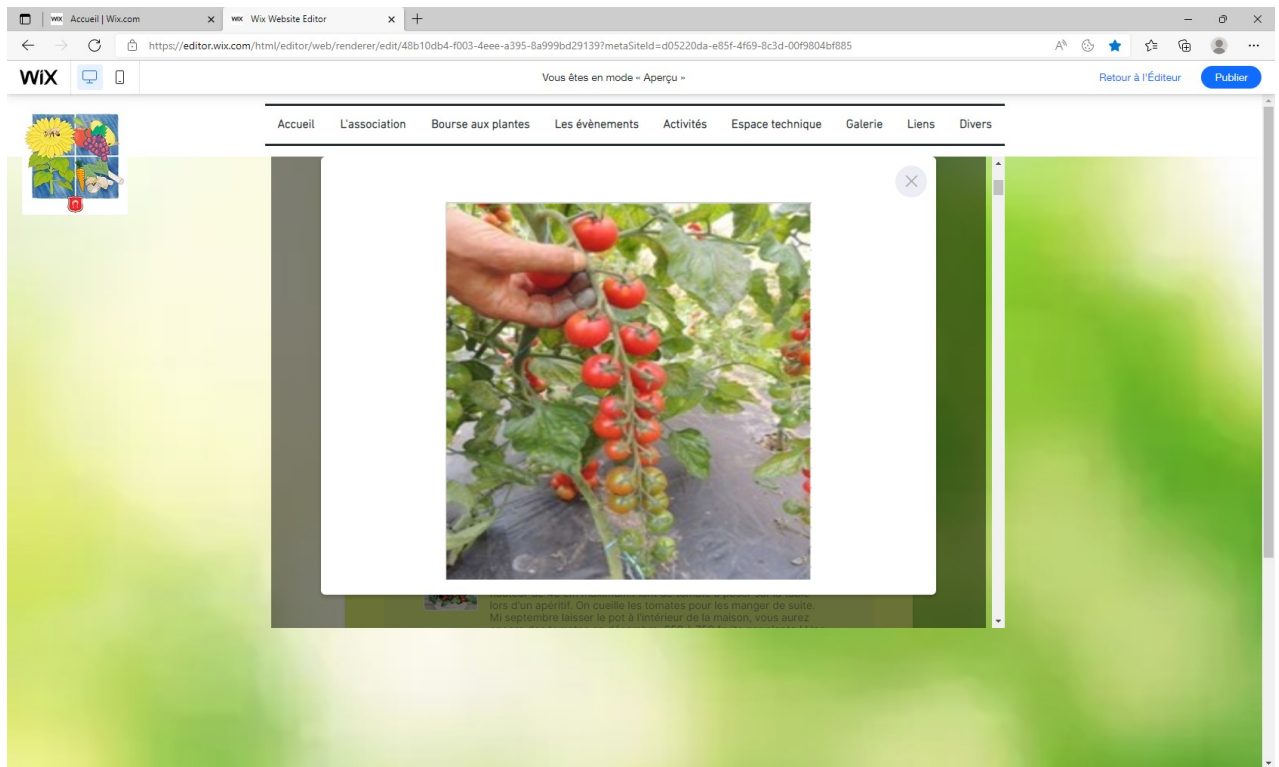 Accueil | Wix.com
Wix Website Editor
https://editor.wix.com/html/editor/web/renderer/edit/48b10db4-f003-4eee-a395-8a999bd29139?metaSiteId=d05220da-e85f-4f69-8c3d-00f9804bf885
WiX
Vous êtes en mode « Aperçu »
Retour à l'Éditeur
Publier
Accueil
L'association
Bourse aux plantes
Les évènements
Activités
Espace technique
Galerie
Liens
Divers
lors d'un apéritif. On cueille les tomates pour les manger de suite.
Mi septembre laisser le pot à l'intérieur de la maison, vous aurez